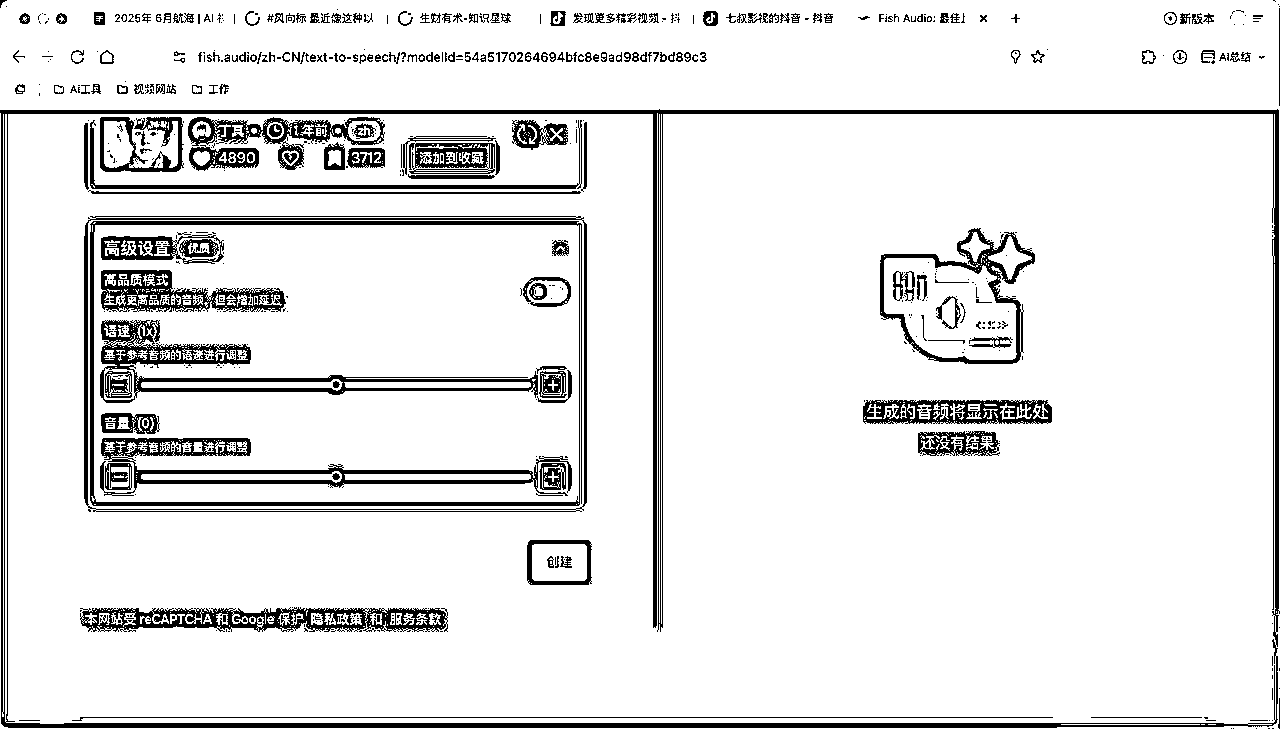 2025年 6月航海 | AI
#风向标 最近像这种以
生财有术-知识星球
发现更多精彩视频 - 抖
七叔影视的抖音 - 抖音
Fish Audio: 最佳
新版本
fish.audio/zh-CN/text-to-speech/?modelId=54a5170264694bfc8e9ad98df7bd89c3
AI总结
AI工具
视频网站
工作
丁真
1年前
zh
4890
3712
添加到收藏
高级设置
优质
高品质模式
生成更高品质的音频，但会增加延迟
语速 (1x)
基于参考音频的语速进行调整
音量 (0)
基于参考音频的音量进行调整
创建
本网站受 reCAPTCHA 和 Google 保护 隐私政策 和 服务条款
生成的音频将显示在此处
还没有结果